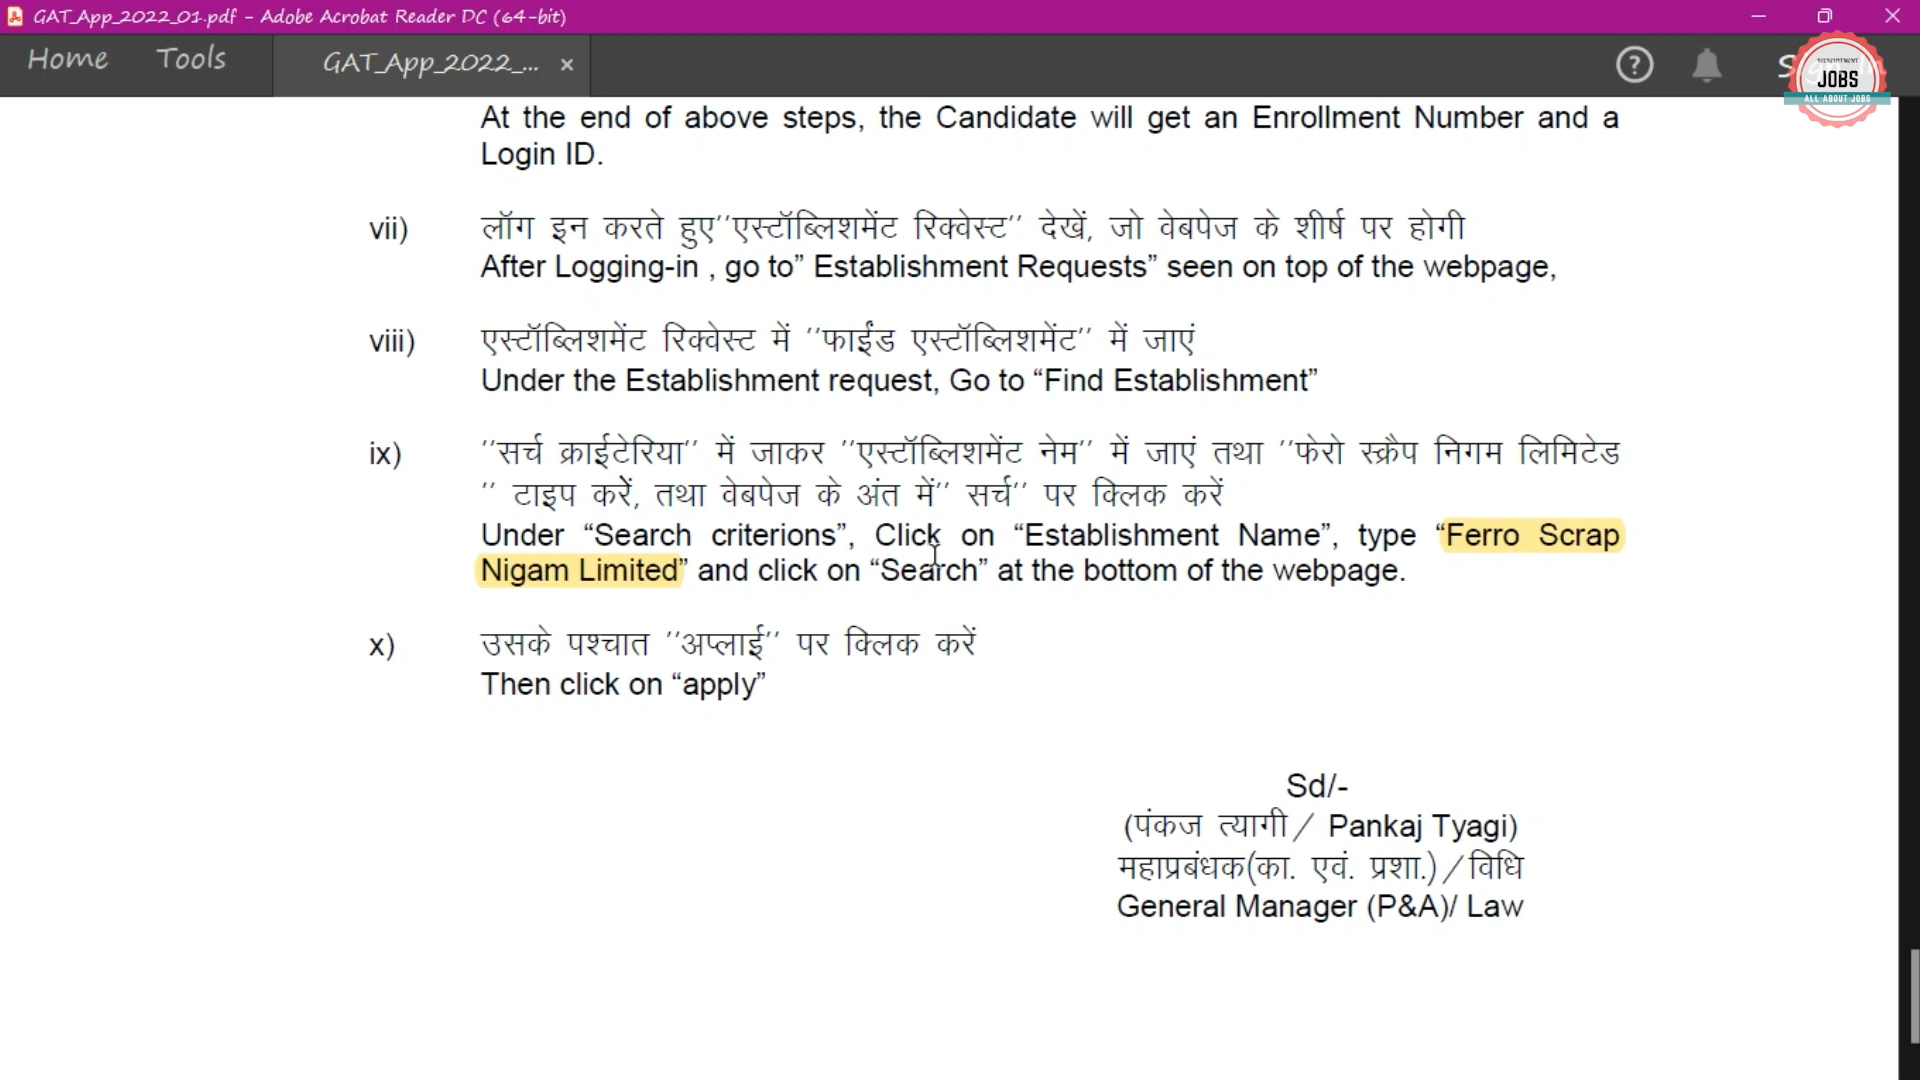 GAT_App_2022_01.pdf - Adobe Acrobat Reader DC (64-bit)
Home Tools GAT_App_2022_...
RECRUITMENT
JOBS
ALL ABOUT JOBS
At the end of above steps, the Candidate will get an Enrollment Number and a
Login ID.
vii) लॉग इन करते हुए''एस्टॉब्लिशमेंट रिक्वेस्ट'' देखें, जो वेबपेज के शीर्ष पर होगी
After Logging-in , go to” Establishment Requests” seen on top of the webpage,
viii) एस्टॉब्लिशमेंट रिक्वेस्ट में ''फाईंड एस्टॉब्लिशमेंट'' में जाएं
Under the Establishment request, Go to “Find Establishment”
ix) ''सर्च क्राईटेरिया'' में जाकर ''एस्टॉब्लिशमेंट नेम'' में जाएं तथा ''फेरो स्क्रैप निगम लिमिटेड
'' टाइप करें, तथा वेबपेज के अंत में'' सर्च'' पर क्लिक करें
Under “Search criterions”, Click on “Establishment Name”, type “Ferro Scrap
Nigam Limited” and click on “Search” at the bottom of the webpage.
x) उसके पश्चात ''अप्लाई'' पर क्लिक करें
Then click on “apply”
Sd/-
(पंकज त्यागी/ Pankaj Tyagi)
महाप्रबंधक(का. एवं. प्रशा.)/विधि
General Manager (P&A)/ Law